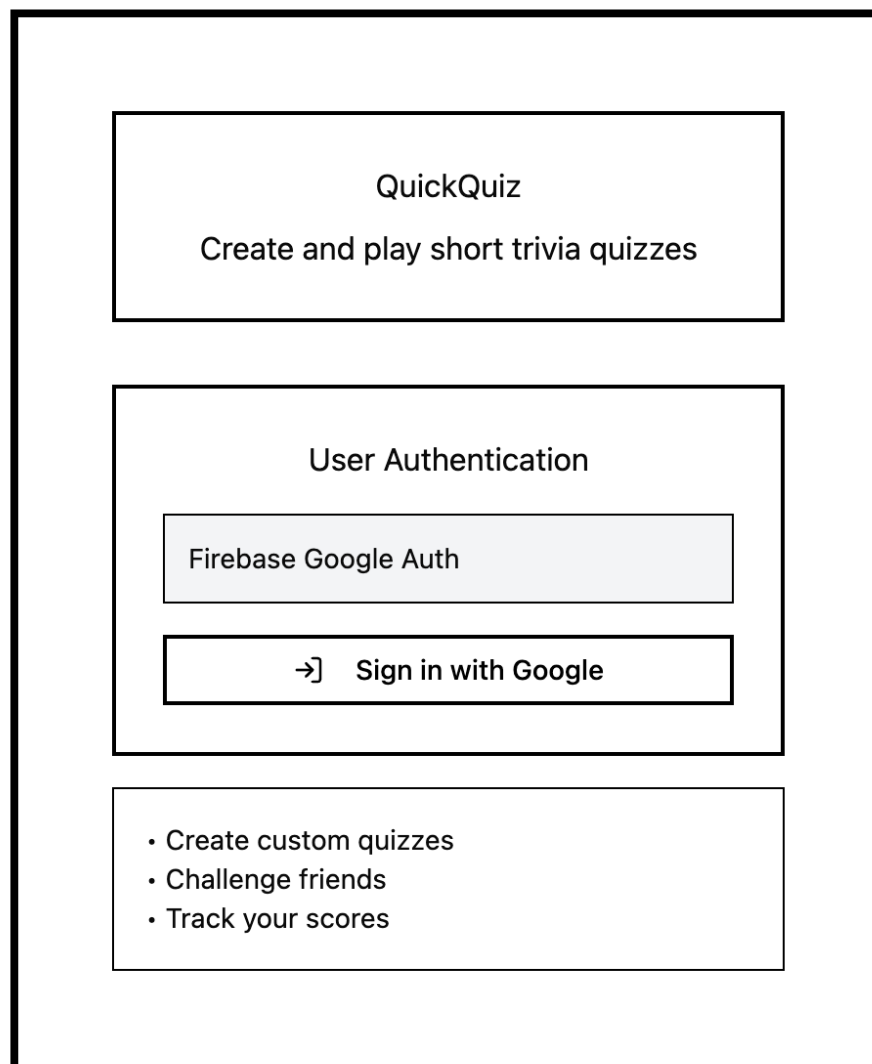 QuickQuiz
Create and play short trivia quizzes
User Authentication
Firebase Google Auth
Sign in with Google
• Create custom quizzes
• Challenge friends
• Track your scores